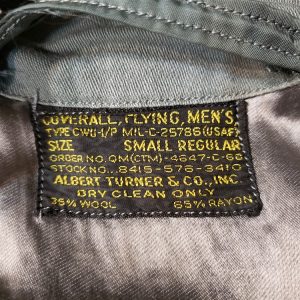 COVERALL, FLYING, MEN'S
TYPE CWU-1/P MIL-C-25786 (USAF)
SIZE SMALL REGULAR
ORDER NO. QM(CTM)-4647-C-60
STOCK NO... 8415-576-3410
ALBERT TURNER & CO., INC.
DRY CLEAN ONLY
35% WOOL 65% RAYON